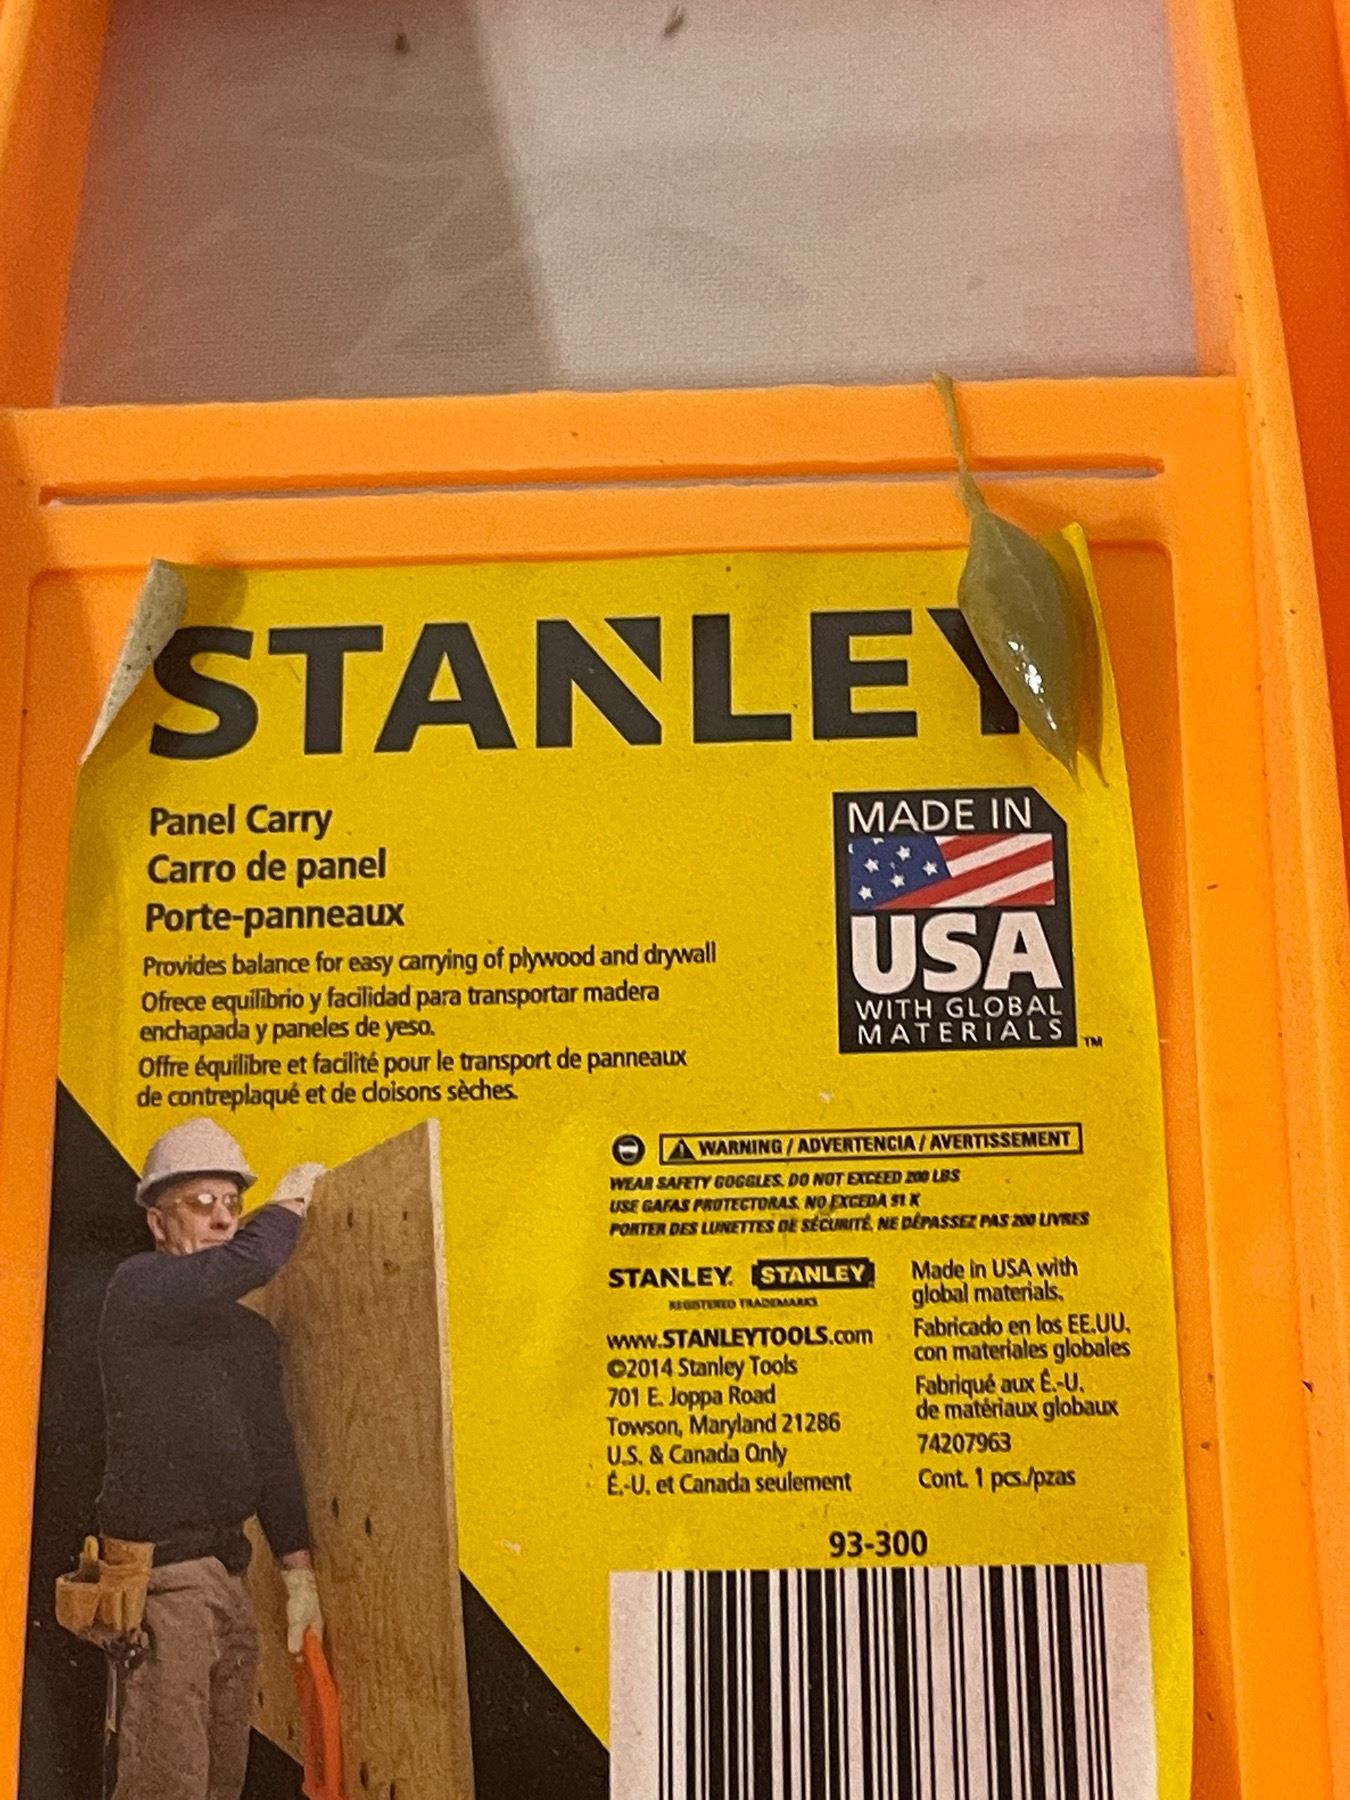 STANLEY
Panel Carry
Carro de panel
Porte-panneaux
Provides balance for easy carrying of plywood and drywall
Ofrece equilibrio y facilidad para transportar madera
enchapada y paneles de yeso.
Offre équilibre et facilité pour le transport de panneaux
de contreplaqué et de cloisons sèches.
MADE IN
USA
WITH GLOBAL
MATERIALS ™
WARNING / ADVERTENCIA / AVERTISSEMENT
WEAR SAFETY GOGGLES. DO NOT EXCEED 200 LBS
USE GAFAS PROTECTORAS. NO EXCEDA 91 K
PORTER DES LUNETTES DE SÉCURITÉ. NE DÉPASSEZ PAS 200 LIVRES
STANLEY. STANLEY
REGISTERED TRADEMARKS
www.STANLEYTOOLS.com
©2014 Stanley Tools
701 E. Joppa Road
Towson, Maryland 21286
U.S. & Canada Only
É.-U. et Canada seulement
Made in USA with
global materials.
Fabricado en los EE.UU.
con materiales globales
Fabriqué aux É.-U.
de matériaux globaux
74207963
Cont. 1 pcs./pzas
93-300